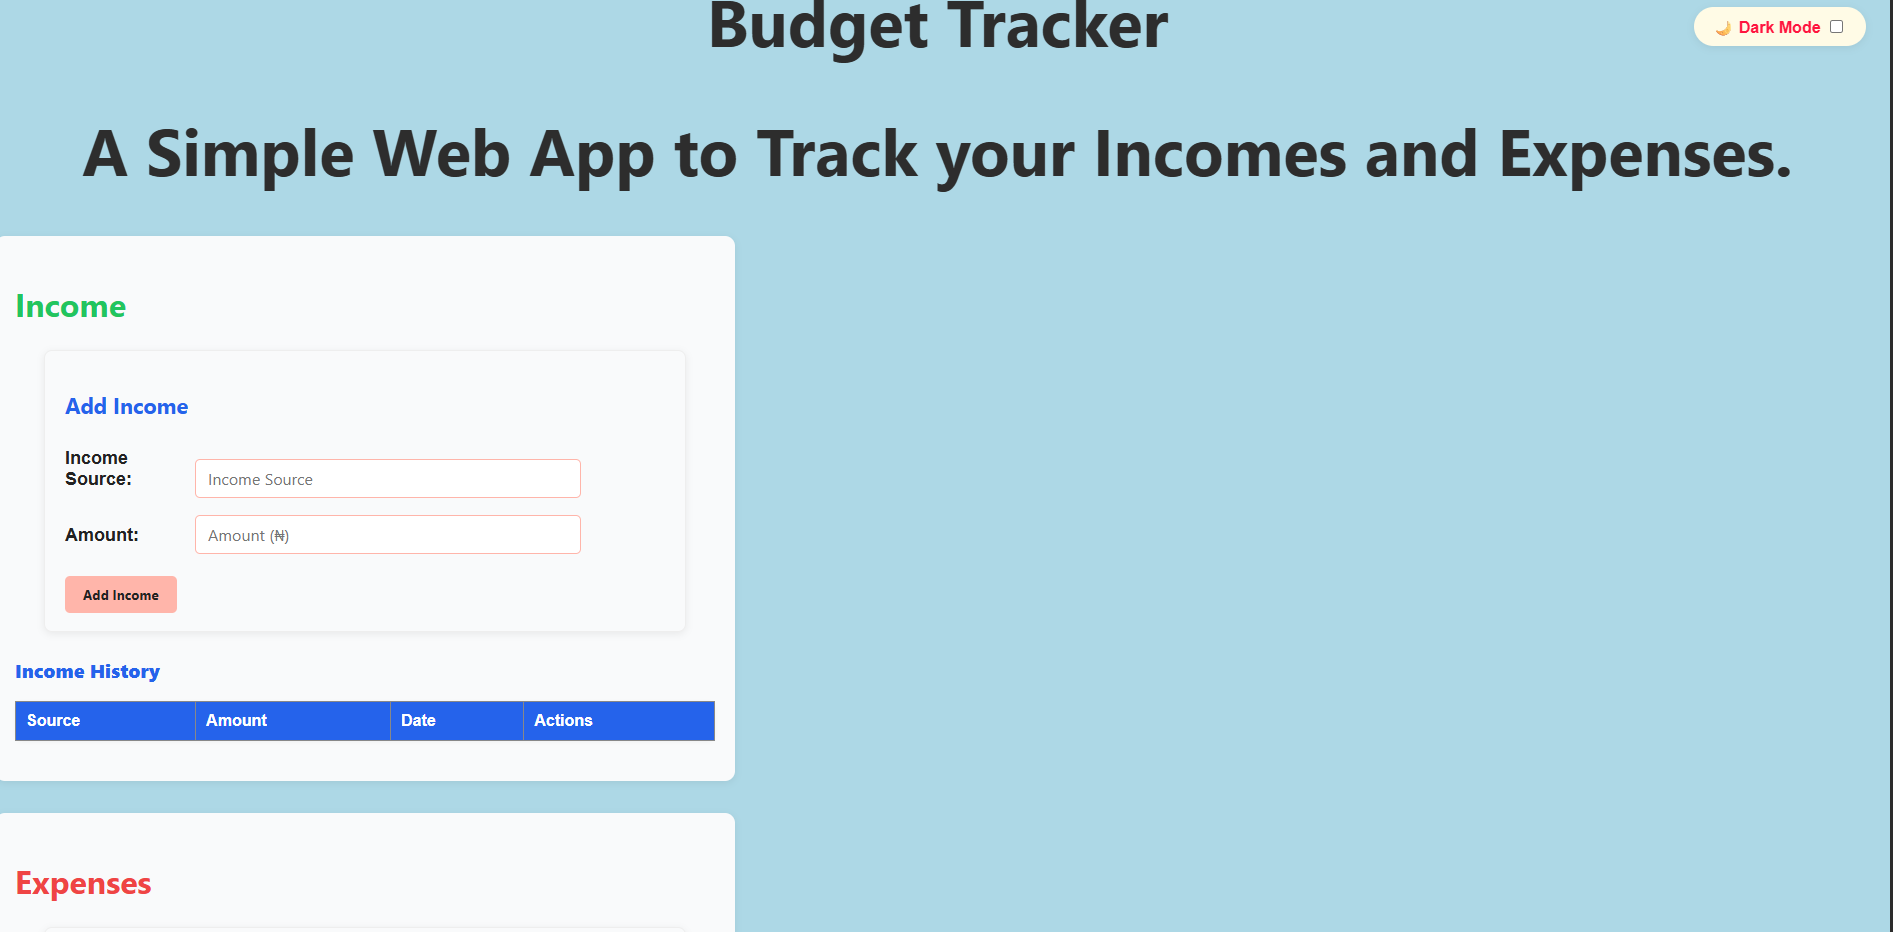 Budget Tracker
🌙 Dark Mode
A Simple Web App to Track your Incomes and Expenses.
Income
Add Income
Income
Source:
Income Source
Amount:
Amount (₦)
Add Income
Income History
Source Amount Date Actions
Expenses